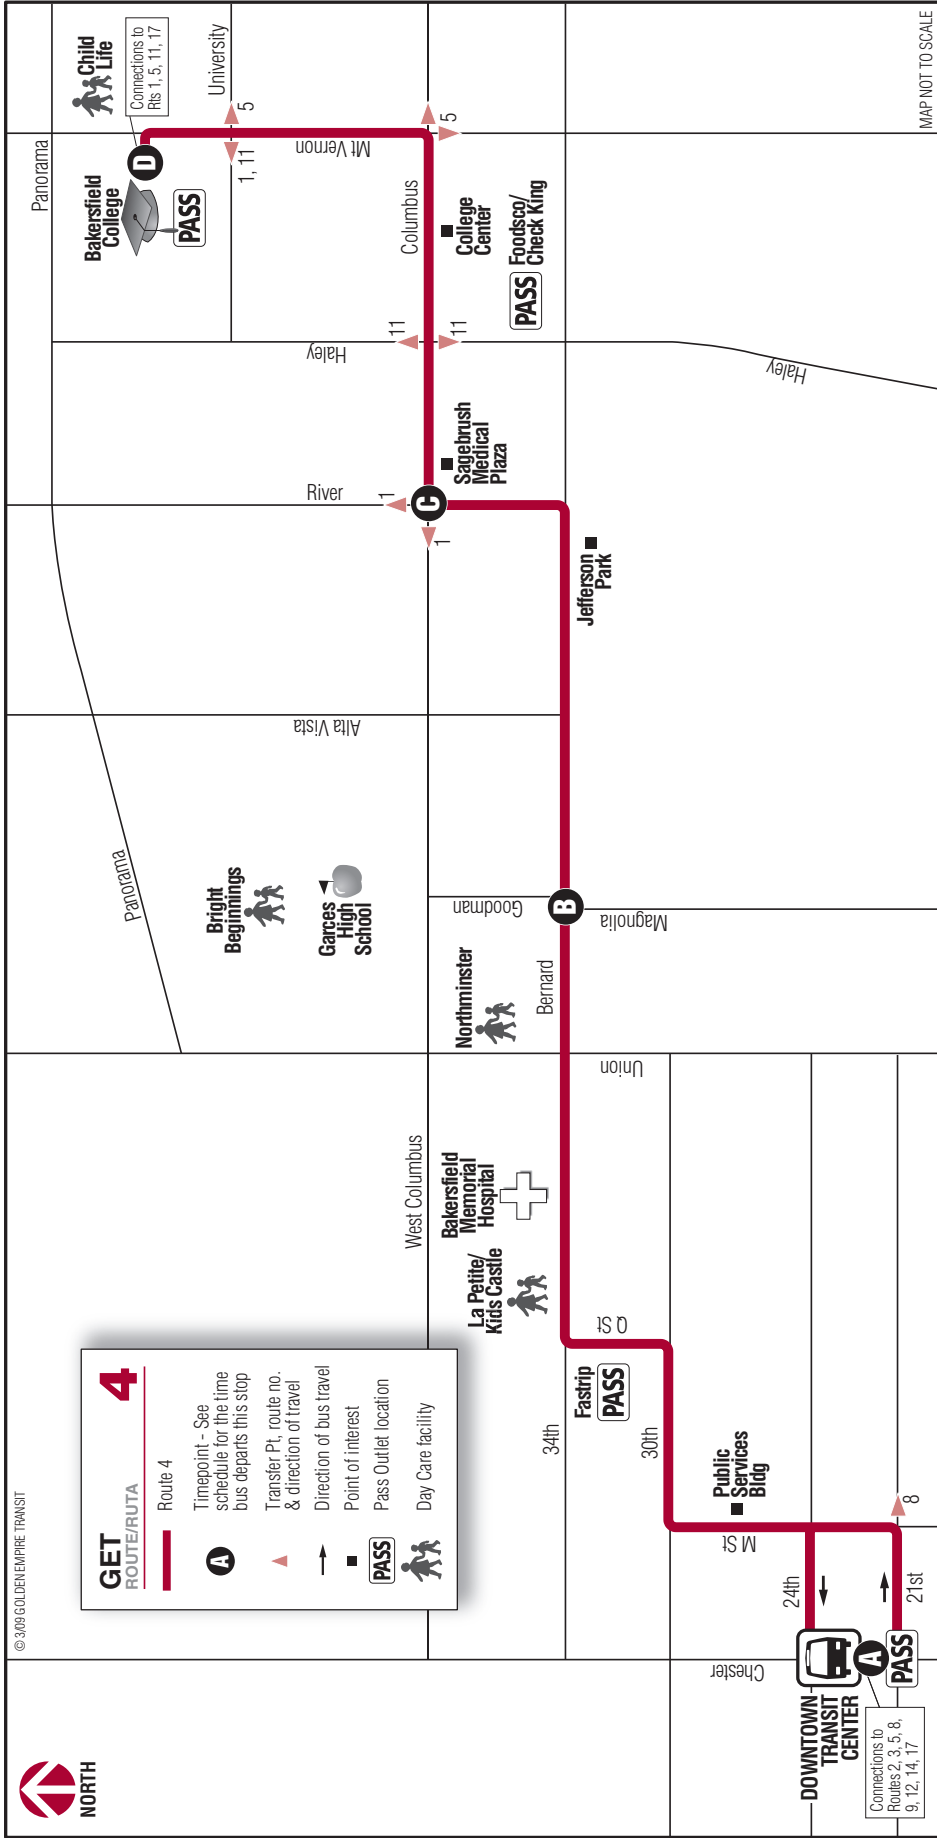 © 3/09 GOLDEN EMPIRE TRANSIT
NORTH
GET
ROUTE/RUTA
4
Route 4
A
Timepoint - See
schedule for the time
bus departs this stop
Transfer Pt, route no.
& direction of travel
Direction of bus travel
Point of interest
PASS
Pass Outlet location
Day Care facility
Panorama
Panorama
Bakersfield
College
D
PASS
Child
Life
Connections to
Rts 1, 5, 11, 17
University
5
1, 11
Mt Vernon
5
Columbus
College
Center
PASS
Foodsco/
Check King
11
11
Haley
Haley
Sagebrush
Medical
Plaza
River
1
C
1
Jefferson
Park
Alta Vista
Bright
Beginnings
Garces
High
School
Goodman
B
Magnolia
Northminster
Bernard
Union
West Columbus
Bakersfield
Memorial
Hospital
La Petite/
Kids Castle
Q St
34th
Fastrip
PASS
30th
Public
Services
Bldg
M St
8
24th
21st
Chester
DOWNTOWN
TRANSIT
CENTER
A
PASS
Connections to
Routes 2, 3, 5, 8,
9, 12, 14, 17
MAP NOT TO SCALE